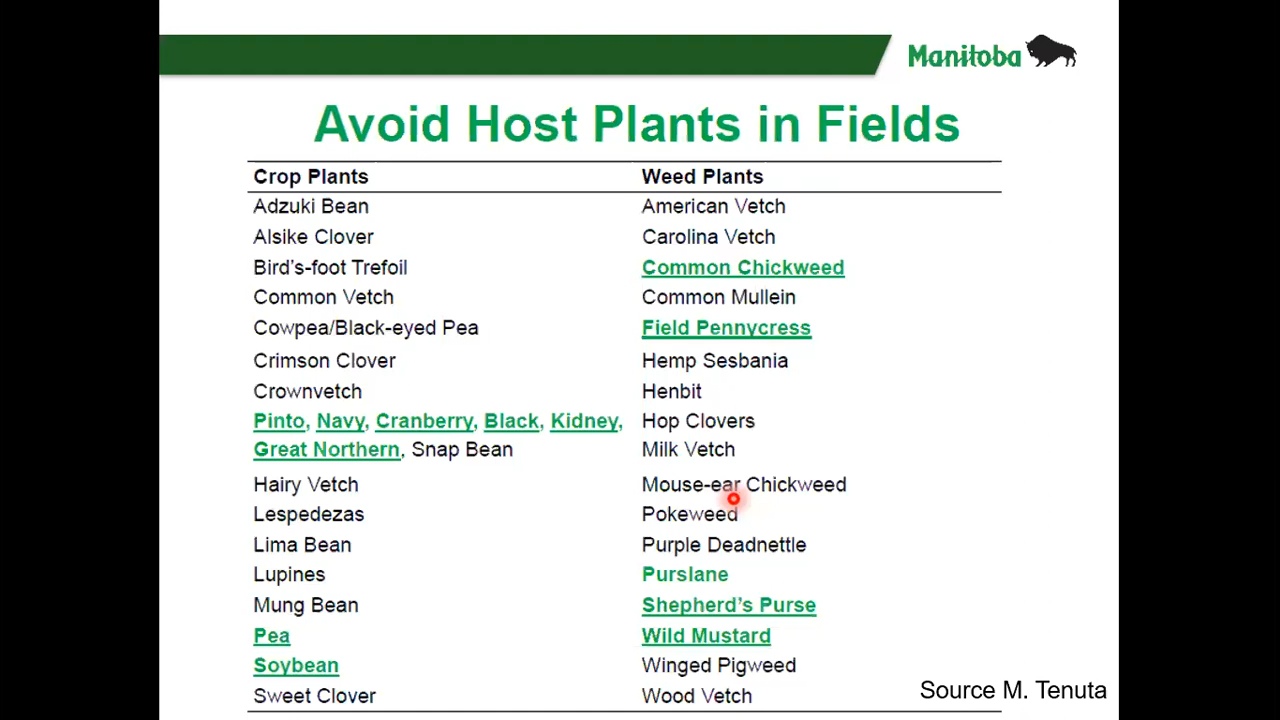 Manitoba
Avoid Host Plants in Fields
Crop Plants Weed Plants
Adzuki Bean American Vetch
Alsike Clover Carolina Vetch
Bird's-foot Trefoil Common Chickweed
Common Vetch Common Mullein
Cowpea/Black-eyed Pea Field Pennycress
Crimson Clover Hemp Sesbania
Crownvetch Henbit
Pinto, Navy, Cranberry, Black, Kidney, Hop Clovers
Great Northern, Snap Bean Milk Vetch
Hairy Vetch Mouse-ear Chickweed
Lespedezas Pokeweed
Lima Bean Purple Deadnettle
Lupines Purslane
Mung Bean Shepherd's Purse
Pea Wild Mustard
Soybean Winged Pigweed
Sweet Clover Wood Vetch
Source M. Tenuta